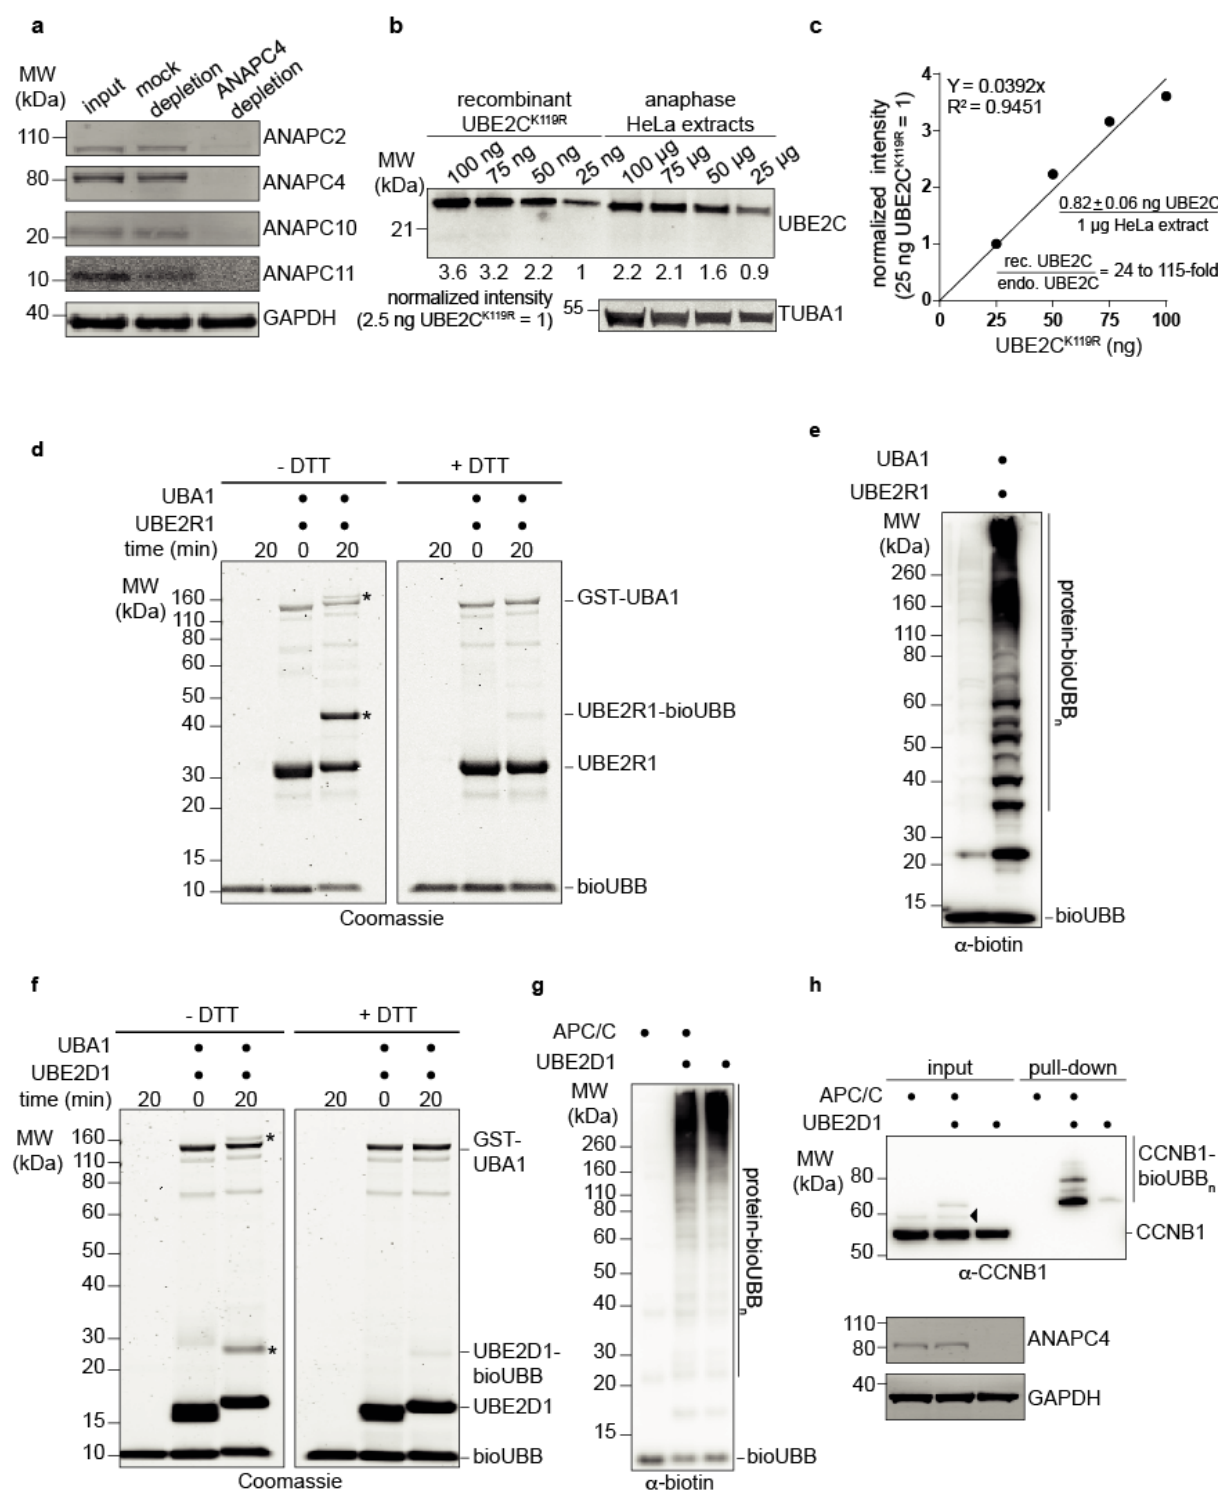 a
MW
(kDa)
input
mock
depletion
ANAPC4
depletion
110
ANAPC2
80
ANAPC4
20
ANAPC10
10
ANAPC11
40
GAPDH
b
recombinant
UBE2C^K119R
anaphase
HeLa extracts
MW
(kDa)
100 ng
75 ng
50 ng
25 ng
100 µg
75 µg
50 µg
25 µg
21
UBE2C
3.6 3.2 2.2 1 2.2 2.1 1.6 0.9
normalized intensity
(2.5 ng UBE2C^K119R = 1)
55
TUBA1
c
normalized intensity
(25 ng UBE2C^K119R = 1)
4
3
2
1
0
Y = 0.0392x
R² = 0.9451
0.82±0.06 ng UBE2C
1 µg HeLa extract
rec. UBE2C
endo. UBE2C
= 24 to 115-fold
0 25 50 75 100
UBE2C^K119R (ng)
d
- DTT + DTT
UBA1 • • • •
UBE2R1 • • • •
time (min) 20 0 20 20 0 20
MW
(kDa)
160
110
80
60
50
40
30
20
15
10
*
*
GST-UBA1
UBE2R1-bioUBB
UBE2R1
bioUBB
Coomassie
e
UBA1 •
UBE2R1 •
MW
(kDa)
260
160
110
80
60
50
40
30
20
15
protein-bioUBBn
bioUBB
α-biotin
f
- DTT + DTT
UBA1 • • • •
UBE2D1 • • • •
time (min) 20 0 20 20 0 20
MW
(kDa)
160
110
80
60
50
40
30
20
15
10
*
*
GST-
UBA1
UBE2D1-
bioUBB
UBE2D1
bioUBB
Coomassie
g
APC/C • •
UBE2D1 • •
MW
(kDa)
260
160
110
80
60
50
40
30
20
15
protein-bioUBBn
bioUBB
α-biotin
h
input pull-down
APC/C • • • •
UBE2D1 • • • •
MW
(kDa)
80
60
50
CCNB1-
bioUBBn
CCNB1
α-CCNB1
110
80
ANAPC4
40
GAPDH